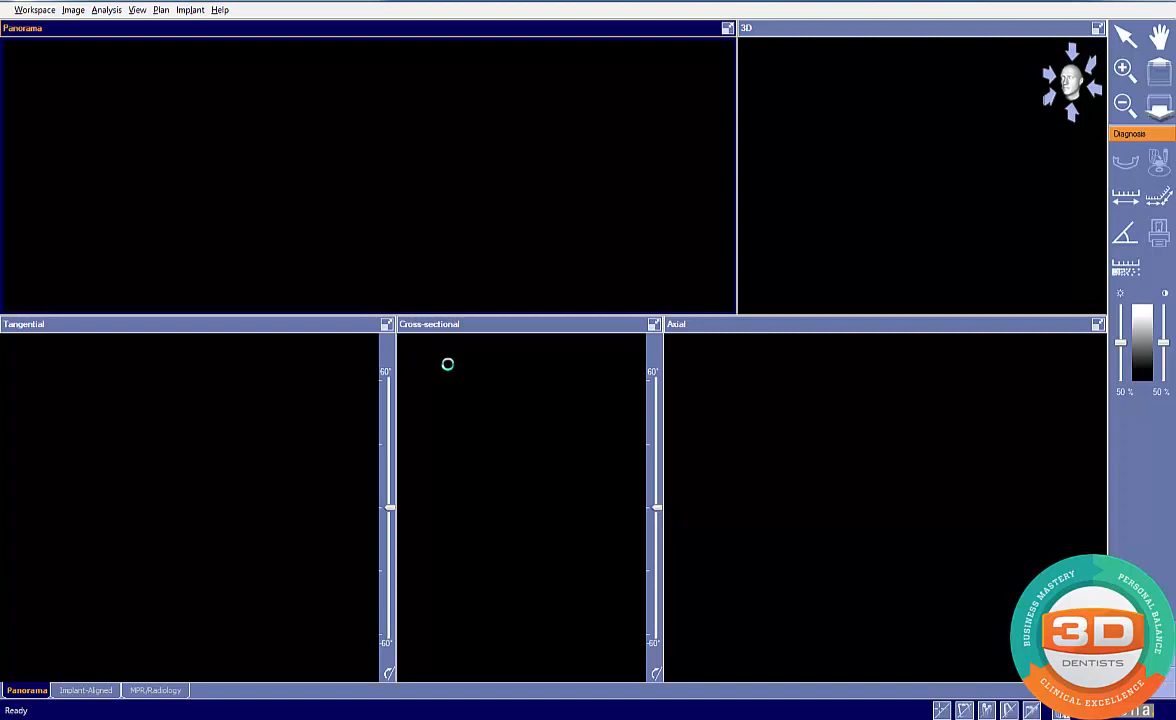 Workspace Image Analysis View Plan Implant Help
Panorama
3D
Diagnosis
50 % 50 %
Tangential
Cross-sectional
Axial
60°
60°
-60°
-60°
BUSINESS MASTERY
PERSONAL BALANCE
3D
DENTISTS
CLINICAL EXCELLENCE
Panorama Implant-Aligned MPR/Radiology
Ready